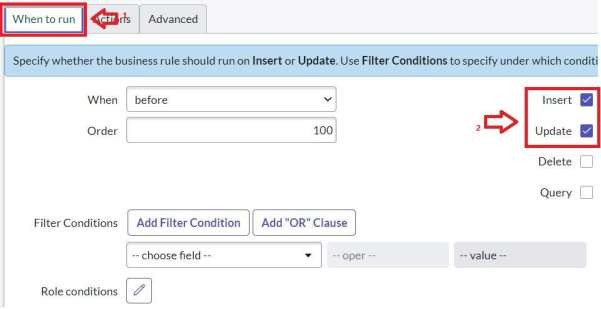 When to run Actions Advanced
1
Specify whether the business rule should run on Insert or Update. Use Filter Conditions to specify under which conditi
When before Insert
Order 100 2 Update
Delete
Query
Filter Conditions Add Filter Condition Add "OR" Clause
-- choose field -- -- oper -- -- value --
Role conditions